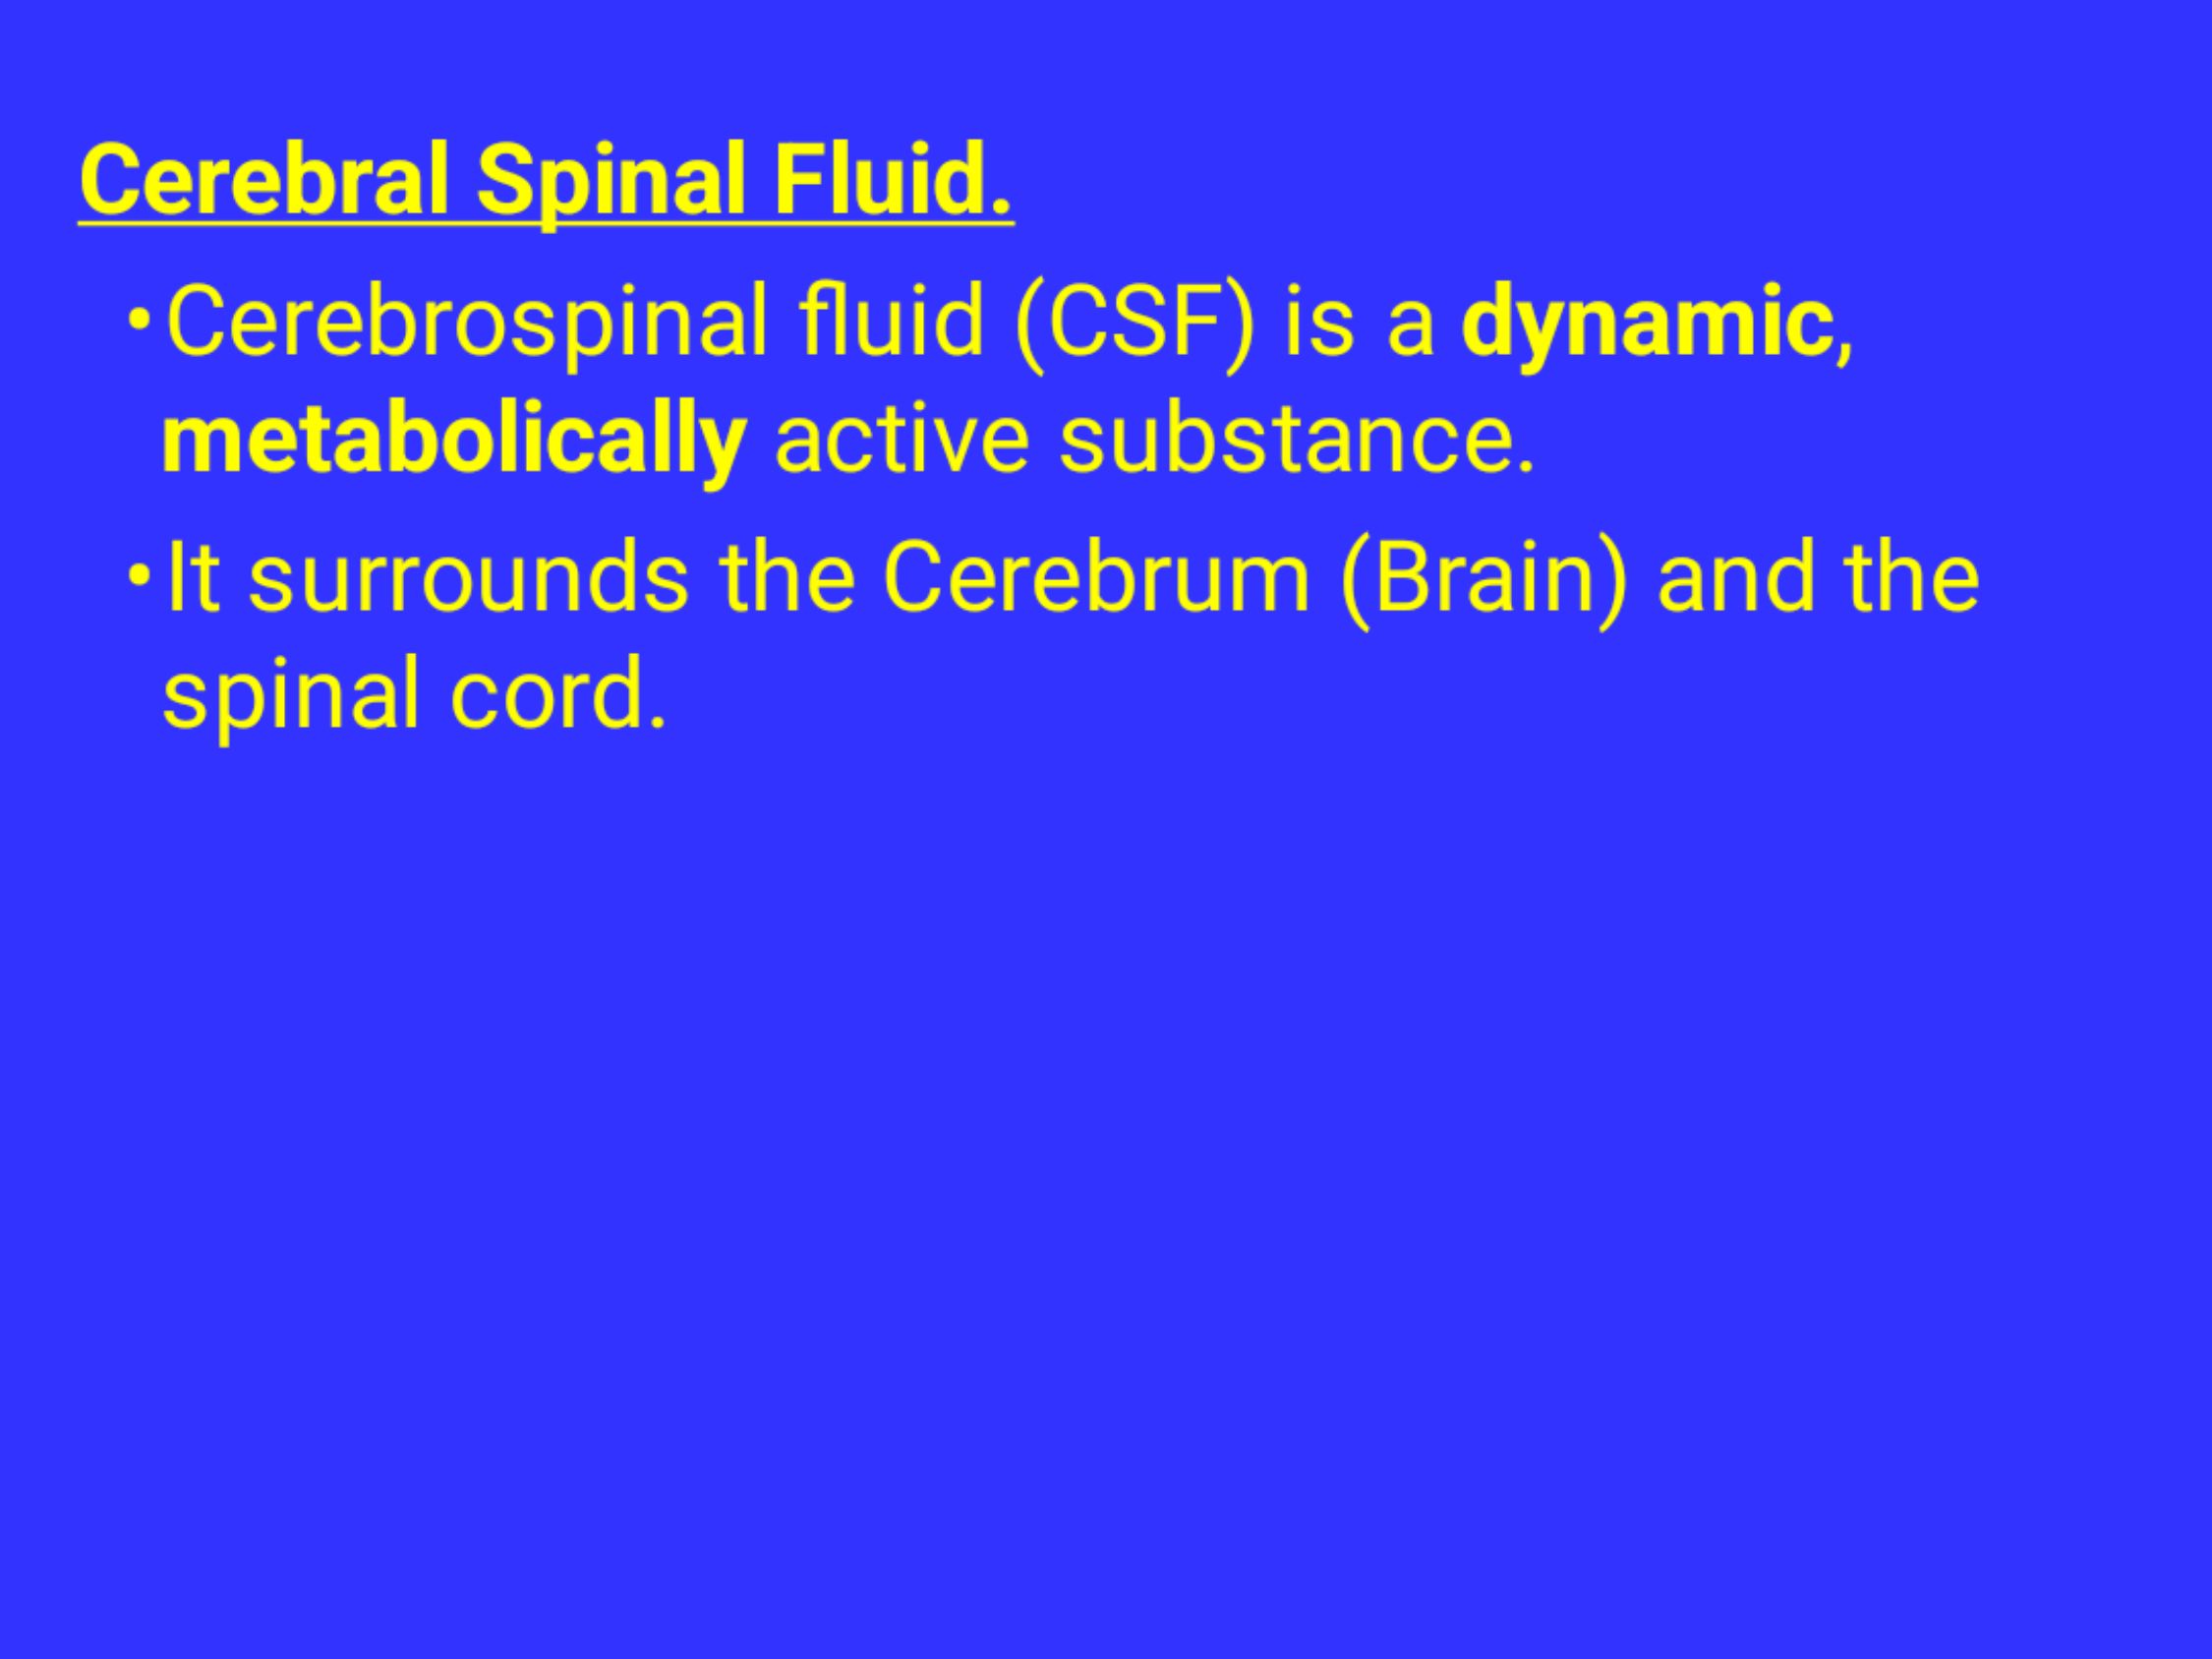 Cerebral Spinal Fluid.
•Cerebrospinal fluid (CSF) is a dynamic,
metabolically active substance.
•It surrounds the Cerebrum (Brain) and the
spinal cord.